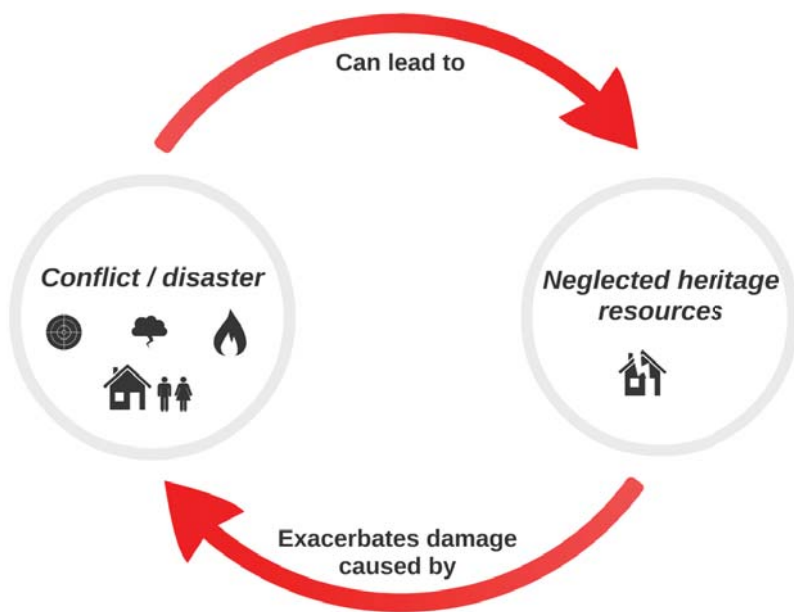 Can lead to
Conflict / disaster
Neglected heritage
resources
Exacerbates damage
caused by